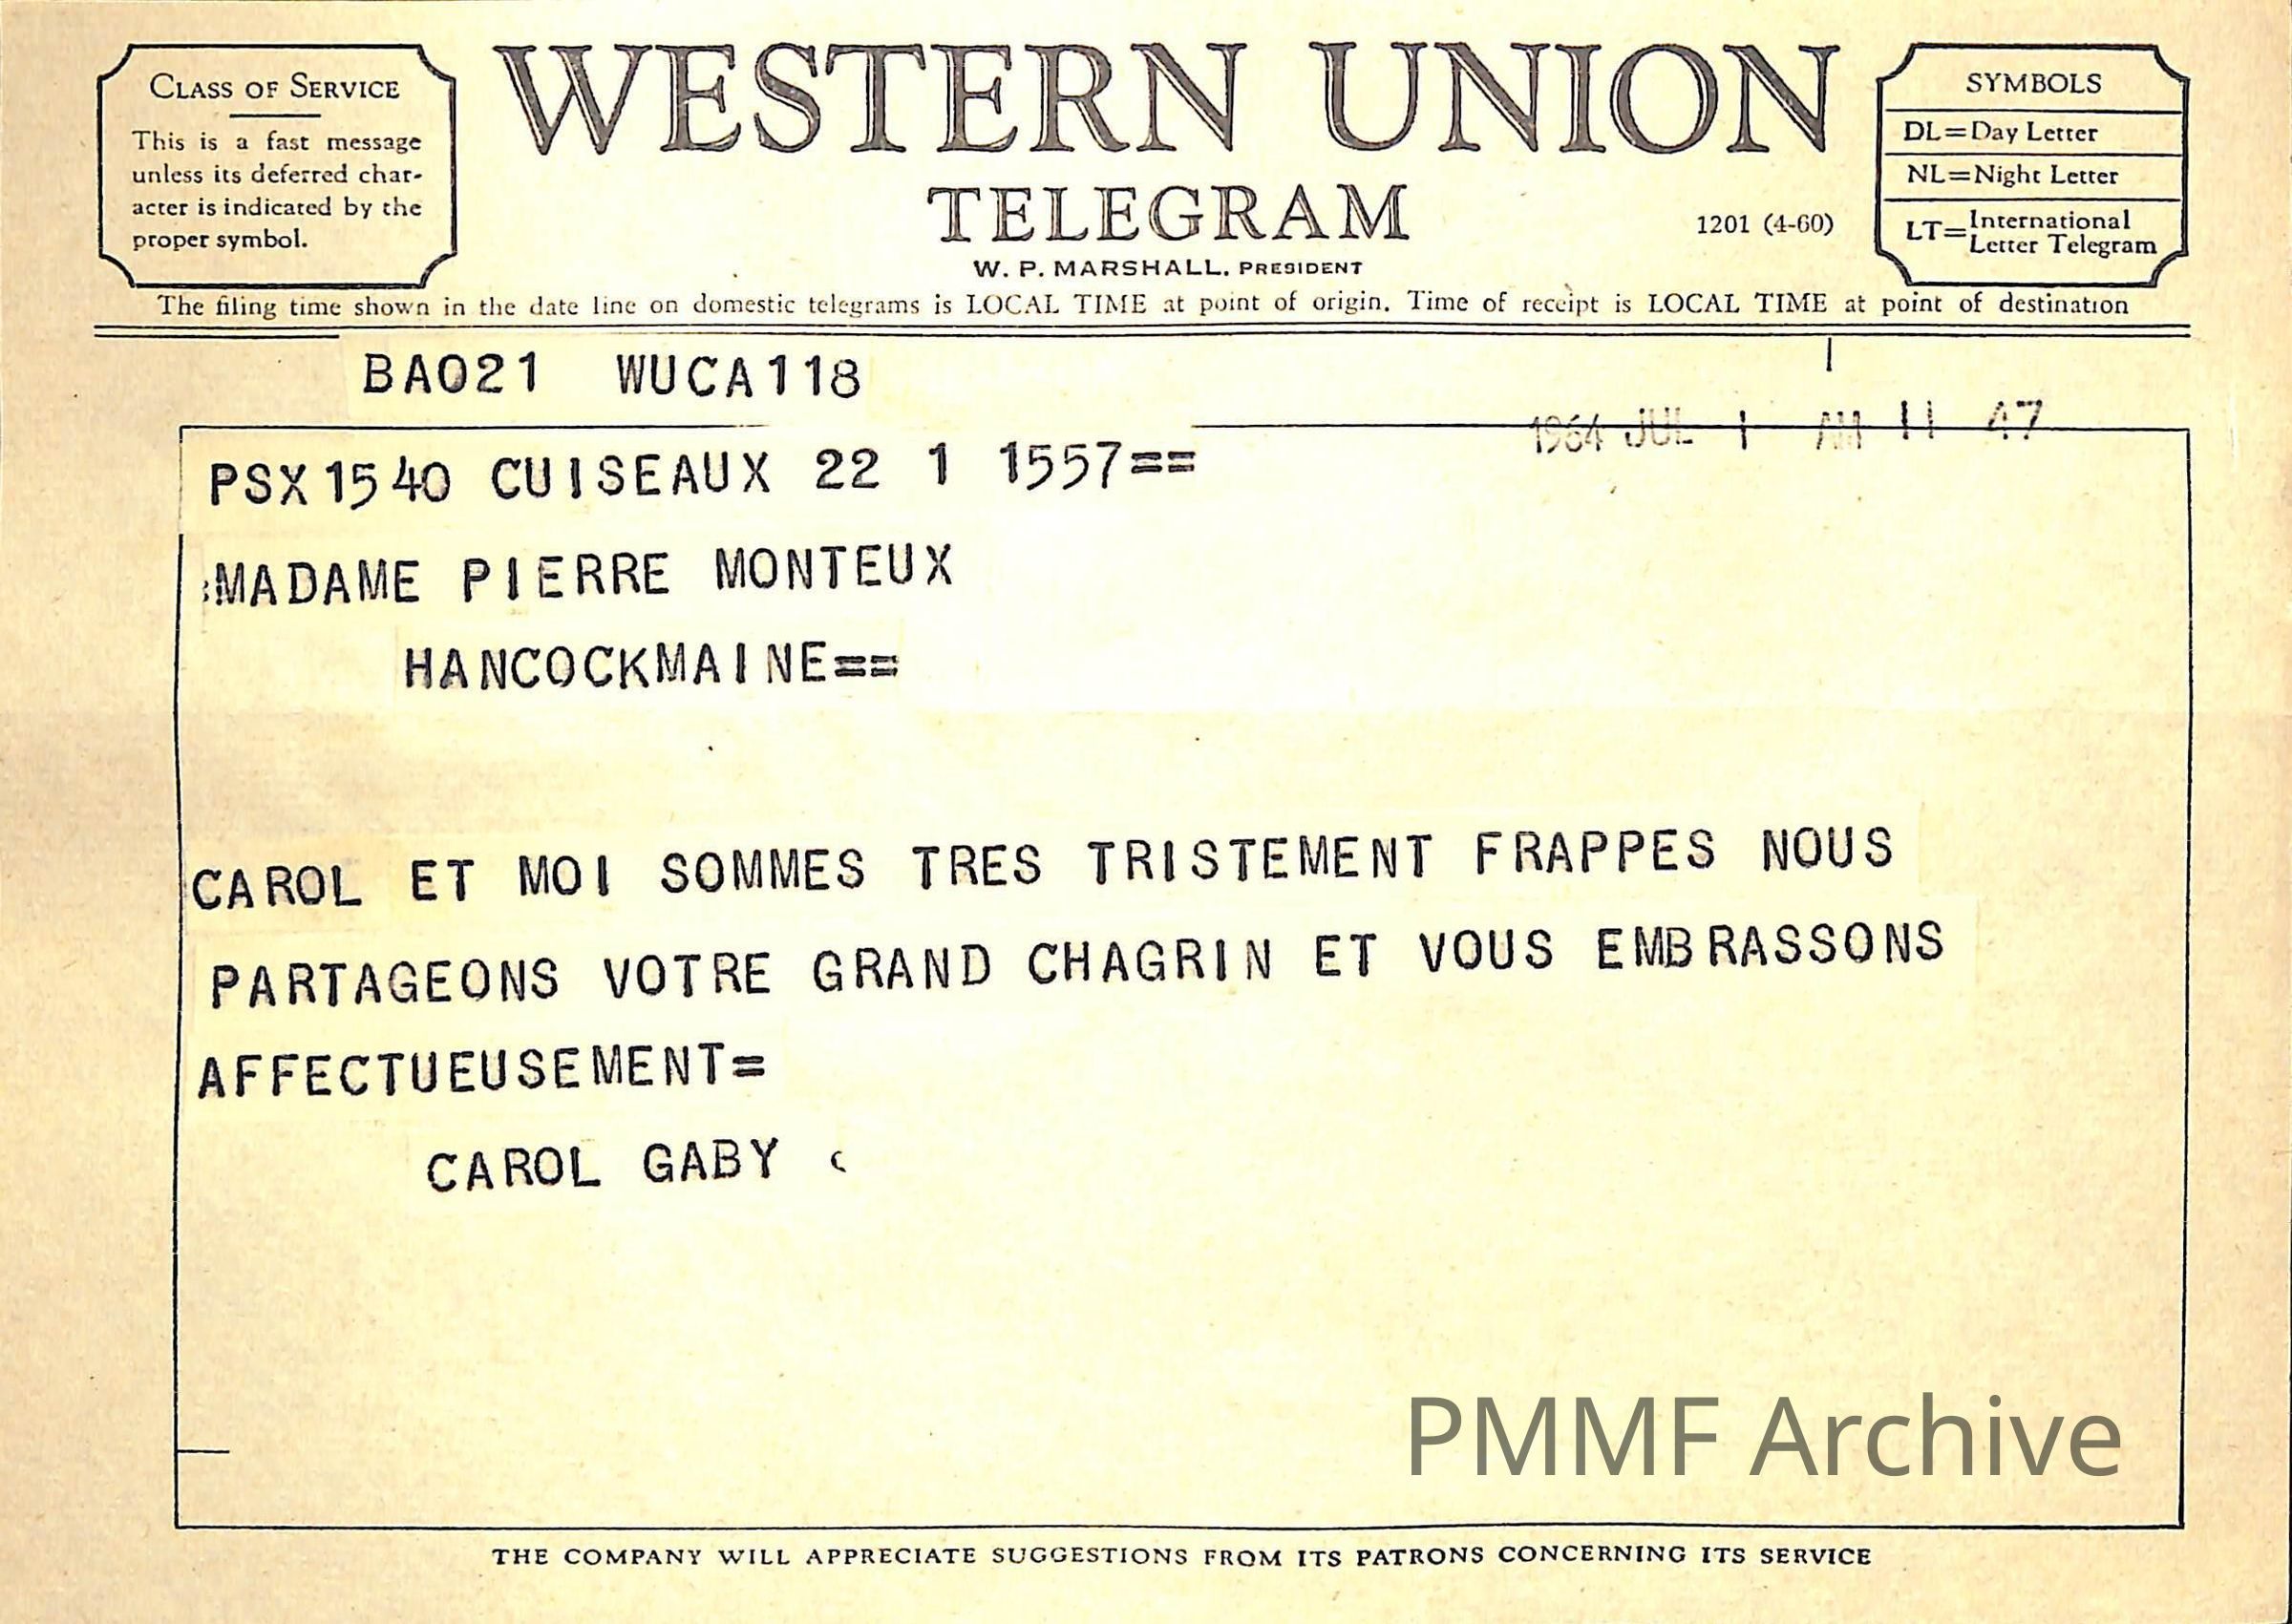 CLASS OF SERVICE
This is a fast message
unless its deferred char-
acter is indicated by the
proper symbol.
WESTERN UNION
TELEGRAM
1201 (4-60)
W. P. MARSHALL, PRESIDENT
SYMBOLS
DL=Day Letter
NL=Night Letter
LT=International
Letter Telegram
The filing time shown in the date line on domestic telegrams is LOCAL TIME at point of origin. Time of receipt is LOCAL TIME at point of destination
BA021 WUCA118
1964 JUL 1 AM 11 47
PSX1540 CUISEAUX 22 1 1557==
:MADAME PIERRE MONTEUX
HANCOCKMAINE==
CAROL ET MOI SOMMES TRES TRISTEMENT FRAPPES NOUS
PARTAGEONS VOTRE GRAND CHAGRIN ET VOUS EMBRASSONS
AFFECTUEUSEMENT=
CAROL GABY
PMMF Archive
THE COMPANY WILL APPRECIATE SUGGESTIONS FROM ITS PATRONS CONCERNING ITS SERVICE